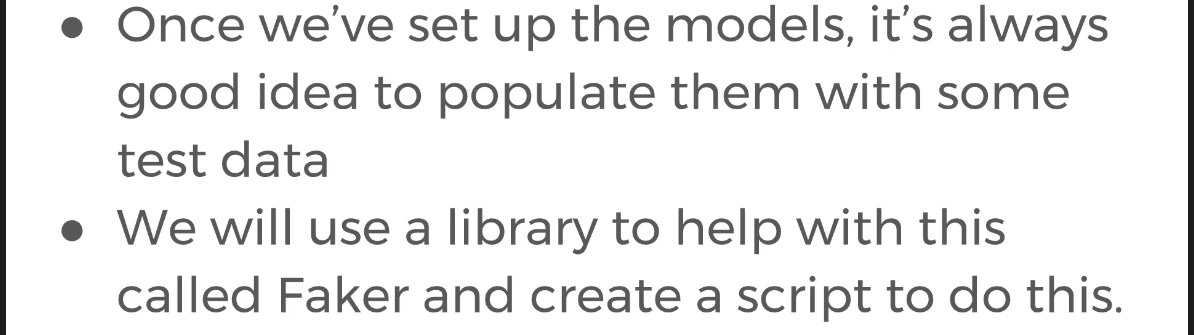 ● Once we’ve set up the models, it’s always
good idea to populate them with some
test data
● We will use a library to help with this
called Faker and create a script to do this.